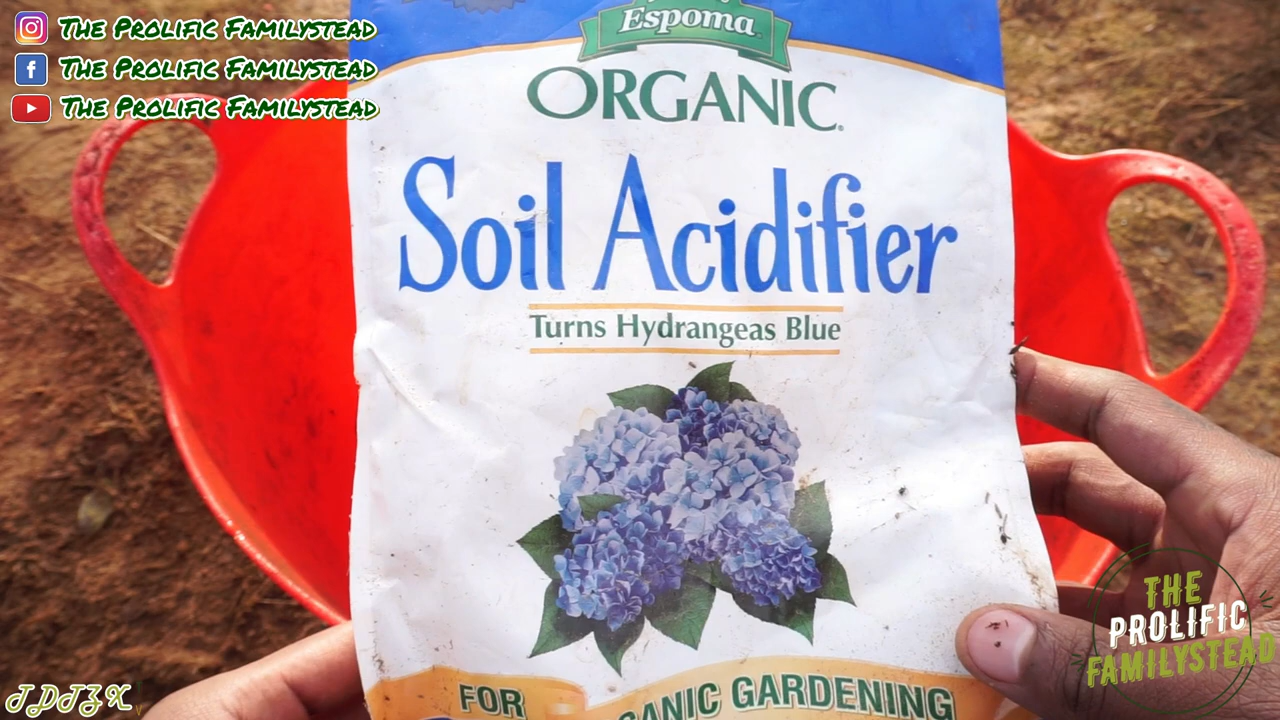 The Prolific Familystead
The Prolific Familystead
The Prolific Familystead
Espoma
ORGANIC
Soil Acidifier
Turns Hydrangeas Blue
FOR GANIC GARDENING
THE
PROLIFIC
FAMILYSTEAD